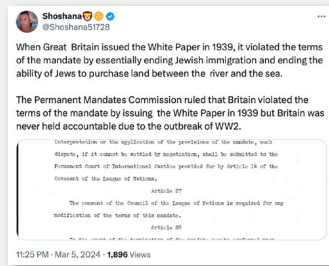 Shoshana
@Shoshana51728
When Great Britain issued the White Paper in 1939, it violated the terms
of the mandate by essentially ending Jewish immigration and ending the
ability of Jews to purchase land between the river and the sea.
The Permanent Mandates Commission ruled that Britain violated the
terms of the mandate by issuing the White Paper in 1939 but Britain was
never held accountable due to the outbreak of WW2.
interpretation or the application of the provisions of the mandate, such
dispute, if it cannot be settled by negotiation, shall be submitted to the
Permanent Court of International Justice provided for by Article 14 of the
Covenant of the League of Nations.
Article 27
The consent of the Council of the League of Nations is required for any
modification of the terms of this mandate.
Article 28
11:25 PM · Mar 5, 2024 · 1,896 Views